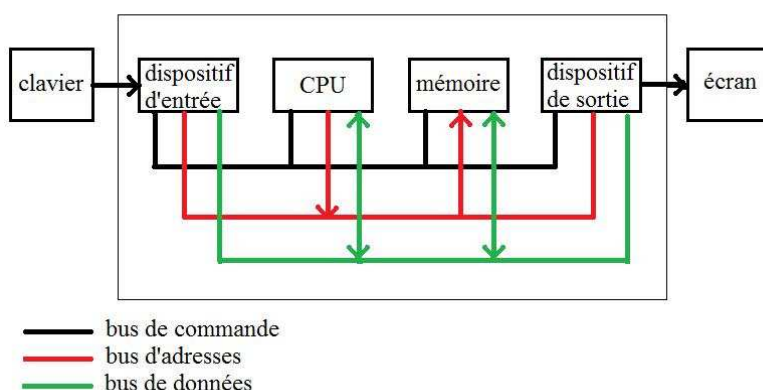 clavier
dispositif
d'entrée
CPU
mémoire
dispositif
de sortie
écran
bus de commande
bus d'adresses
bus de données